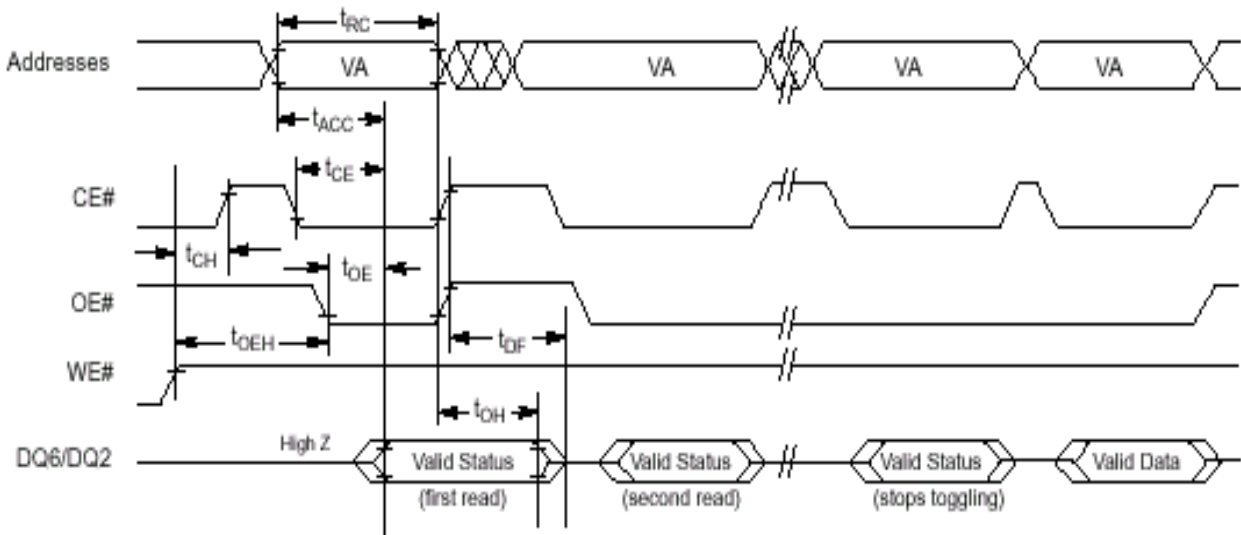 tRC
Addresses VA VA VA VA
tACC
tCE
CE#
tCH tOE
OE#
tOEH tDF
WE#
tOH
High Z
DQ6/DQ2 Valid Status Valid Status Valid Status Valid Data
(first read) (second read) (stops toggling)